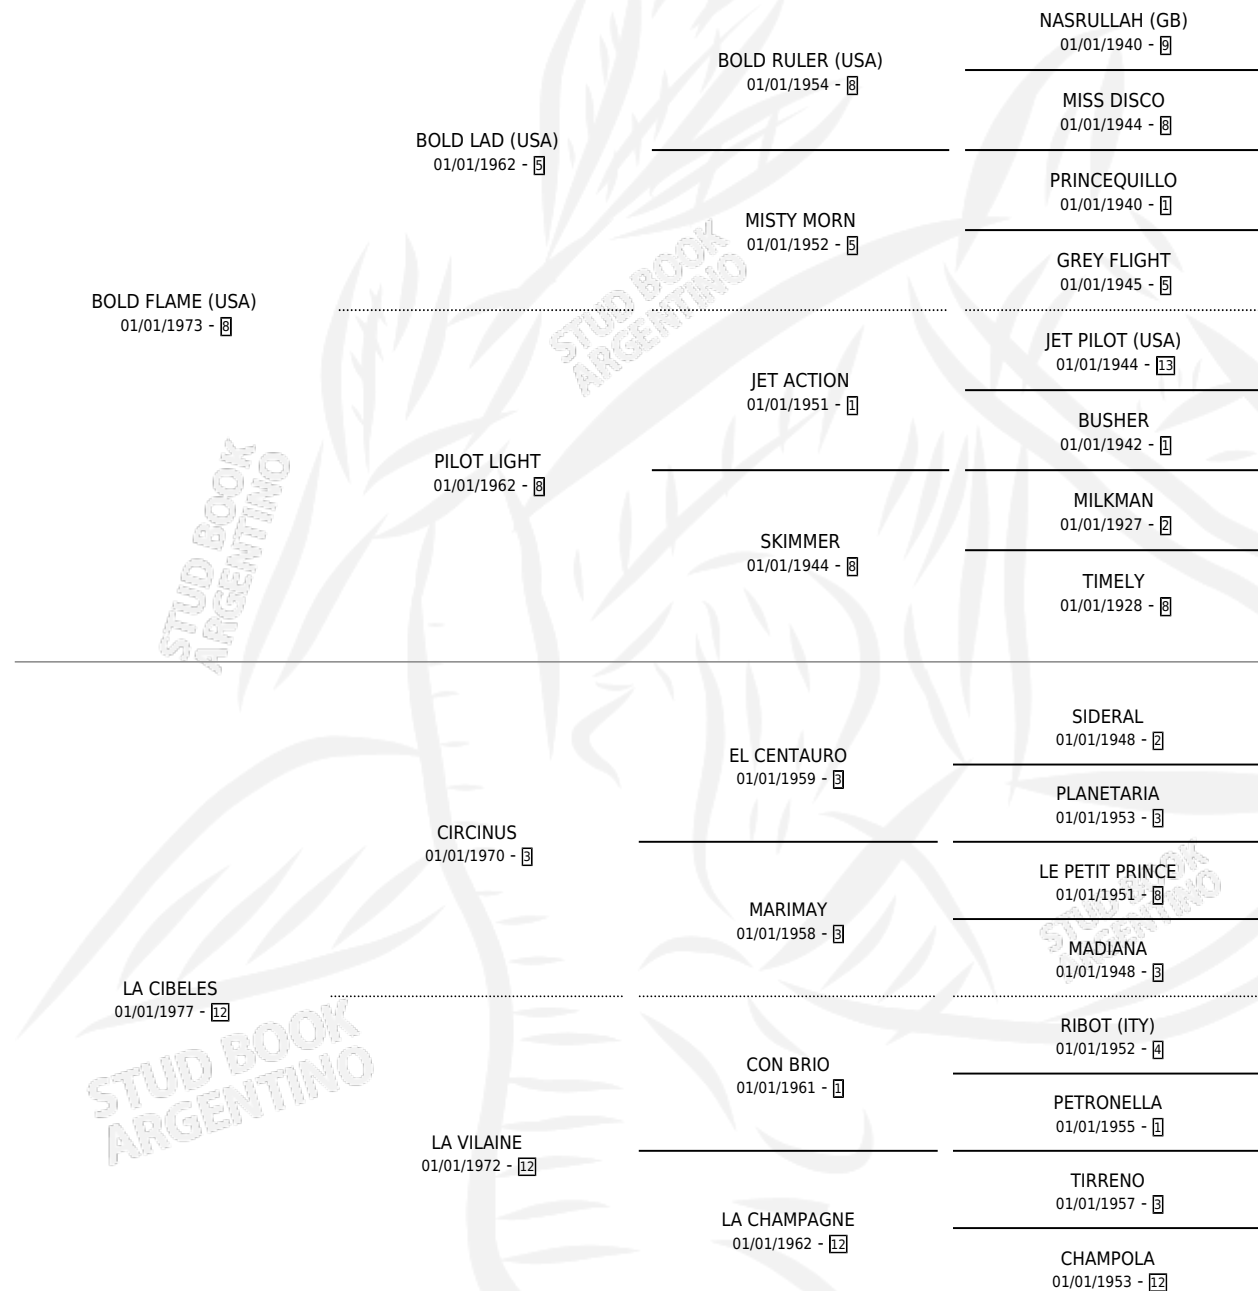 NASRULLAH (GB)
01/01/1940 - 9
BOLD RULER (USA)
01/01/1954 - 8
MISS DISCO
01/01/1944 - 8
BOLD LAD (USA)
01/01/1962 - 5
PRINCEQUILLO
01/01/1940 - 1
MISTY MORN
01/01/1952 - 5
GREY FLIGHT
01/01/1945 - 5
BOLD FLAME (USA)
01/01/1973 - 8
STUD BOOK
ARGENTINO
JET PILOT (USA)
01/01/1944 - 13
JET ACTION
01/01/1951 - 1
BUSHER
01/01/1942 - 1
PILOT LIGHT
01/01/1962 - 8
MILKMAN
01/01/1927 - 2
SKIMMER
01/01/1944 - 8
TIMELY
01/01/1928 - 8
STUD BOOK
ARGENTINO
SIDERAL
01/01/1948 - 2
EL CENTAURO
01/01/1959 - 3
PLANETARIA
01/01/1953 - 3
CIRCINUS
01/01/1970 - 3
LE PETIT PRINCE
01/01/1951 - 8
MARIMAY
01/01/1958 - 3
STUD BOOK
ARGENTINO
MADIANA
01/01/1948 - 3
LA CIBELES
01/01/1977 - 12
STUD BOOK
ARGENTINO
RIBOT (ITY)
01/01/1952 - 4
CON BRIO
01/01/1961 - 1
PETRONELLA
01/01/1955 - 1
LA VILAINE
01/01/1972 - 12
TIRRENO
01/01/1957 - 3
LA CHAMPAGNE
01/01/1962 - 12
CHAMPOLA
01/01/1953 - 12